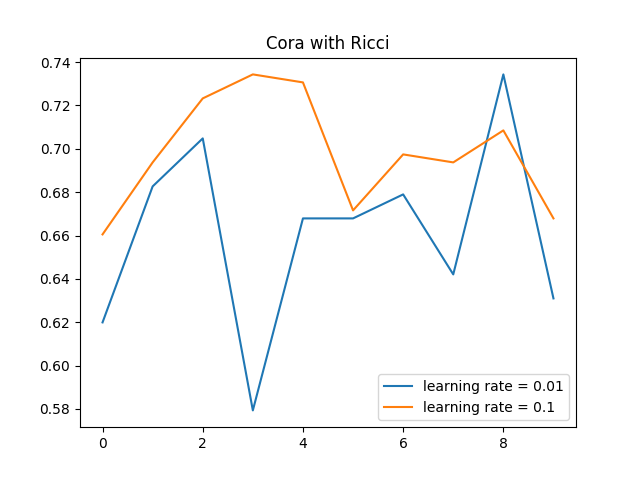 Cora with Ricci
0.74
0.72
0.70
0.68
0.66
0.64
0.62
0.60
0.58
0 2 4 6 8
learning rate = 0.01
learning rate = 0.1